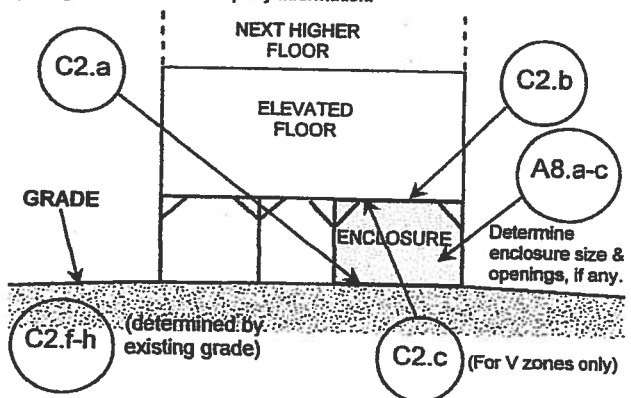 NEXT HIGHER
FLOOR
C2.a
C2.b
ELEVATED
FLOOR
A8.a-c
GRADE
ENCLOSURE
Determine
enclosure size &
openings, if any.
C2.f-h
(determined by
existing grade)
C2.c
(For V zones only)